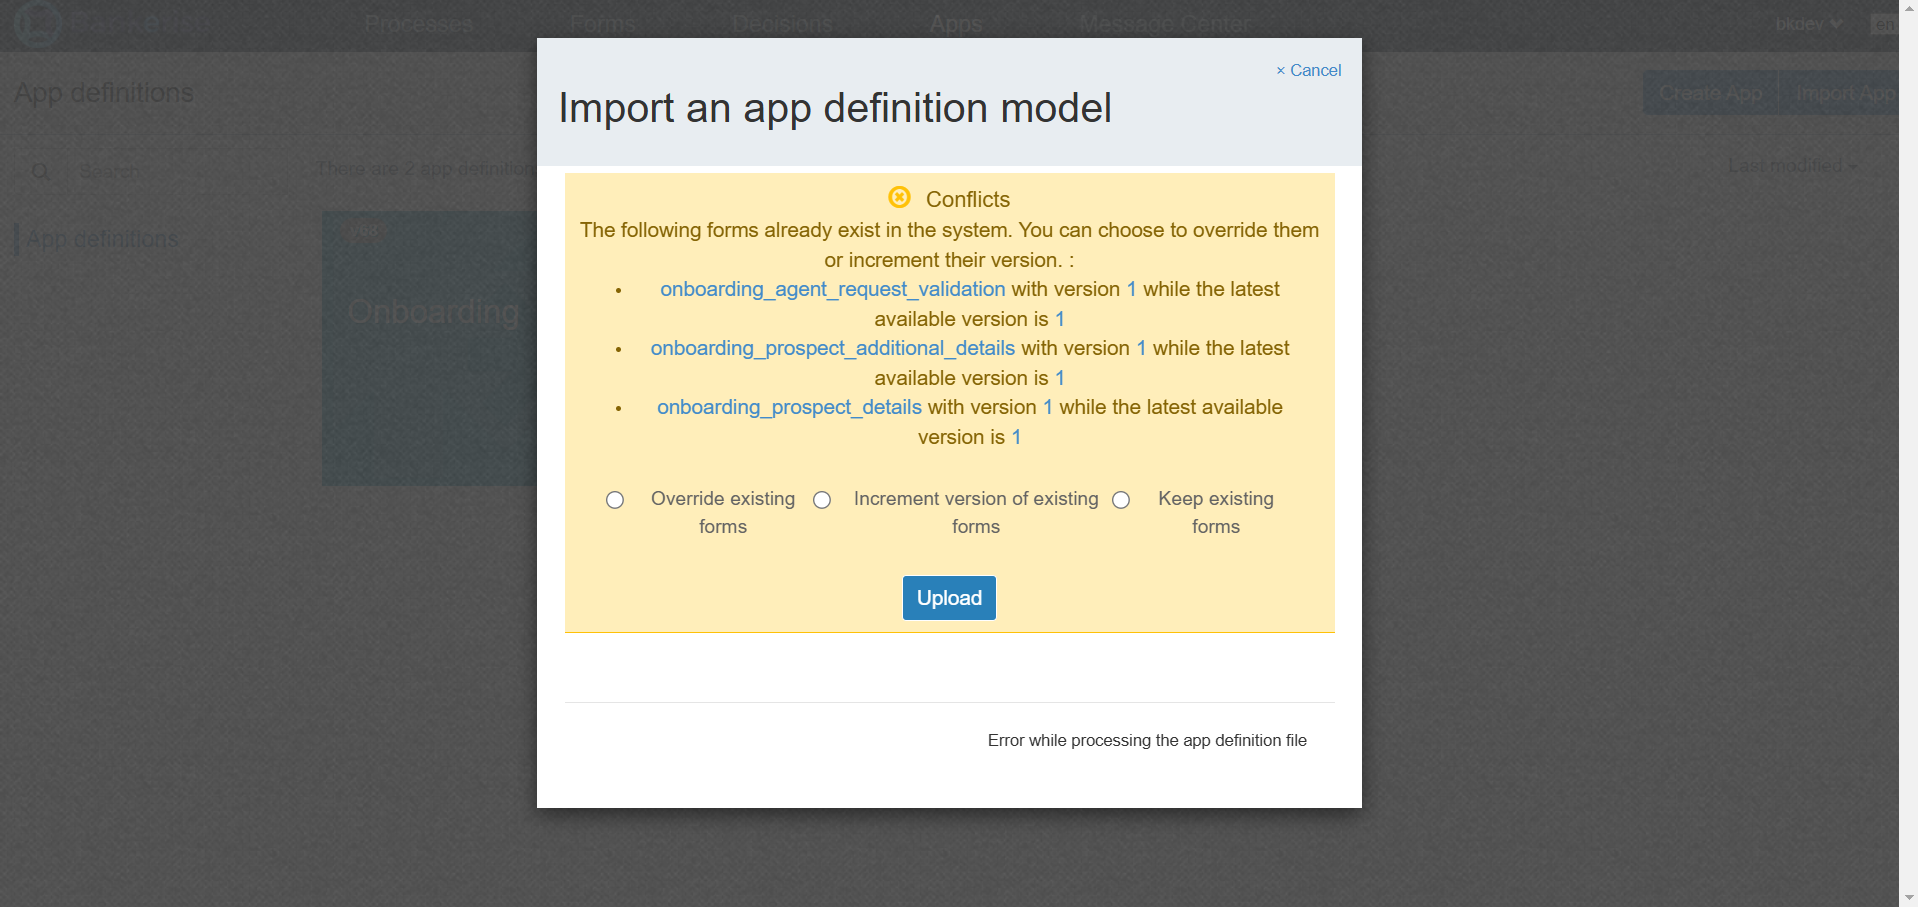 Processes Forms Decisions Apps Message Center bkdev en
× Cancel
Import an app definition model
App definitions
Create App Import App
Search
There are 2 app definition
Last modified
App definitions
v68
Onboarding
Conflicts
The following forms already exist in the system. You can choose to override them
or increment their version. :
• onboarding_agent_request_validation with version 1 while the latest
available version is 1
• onboarding_prospect_additional_details with version 1 while the latest
available version is 1
• onboarding_prospect_details with version 1 while the latest available
version is 1
Override existing
forms
Increment version of existing
forms
Keep existing
forms
Upload
Error while processing the app definition file